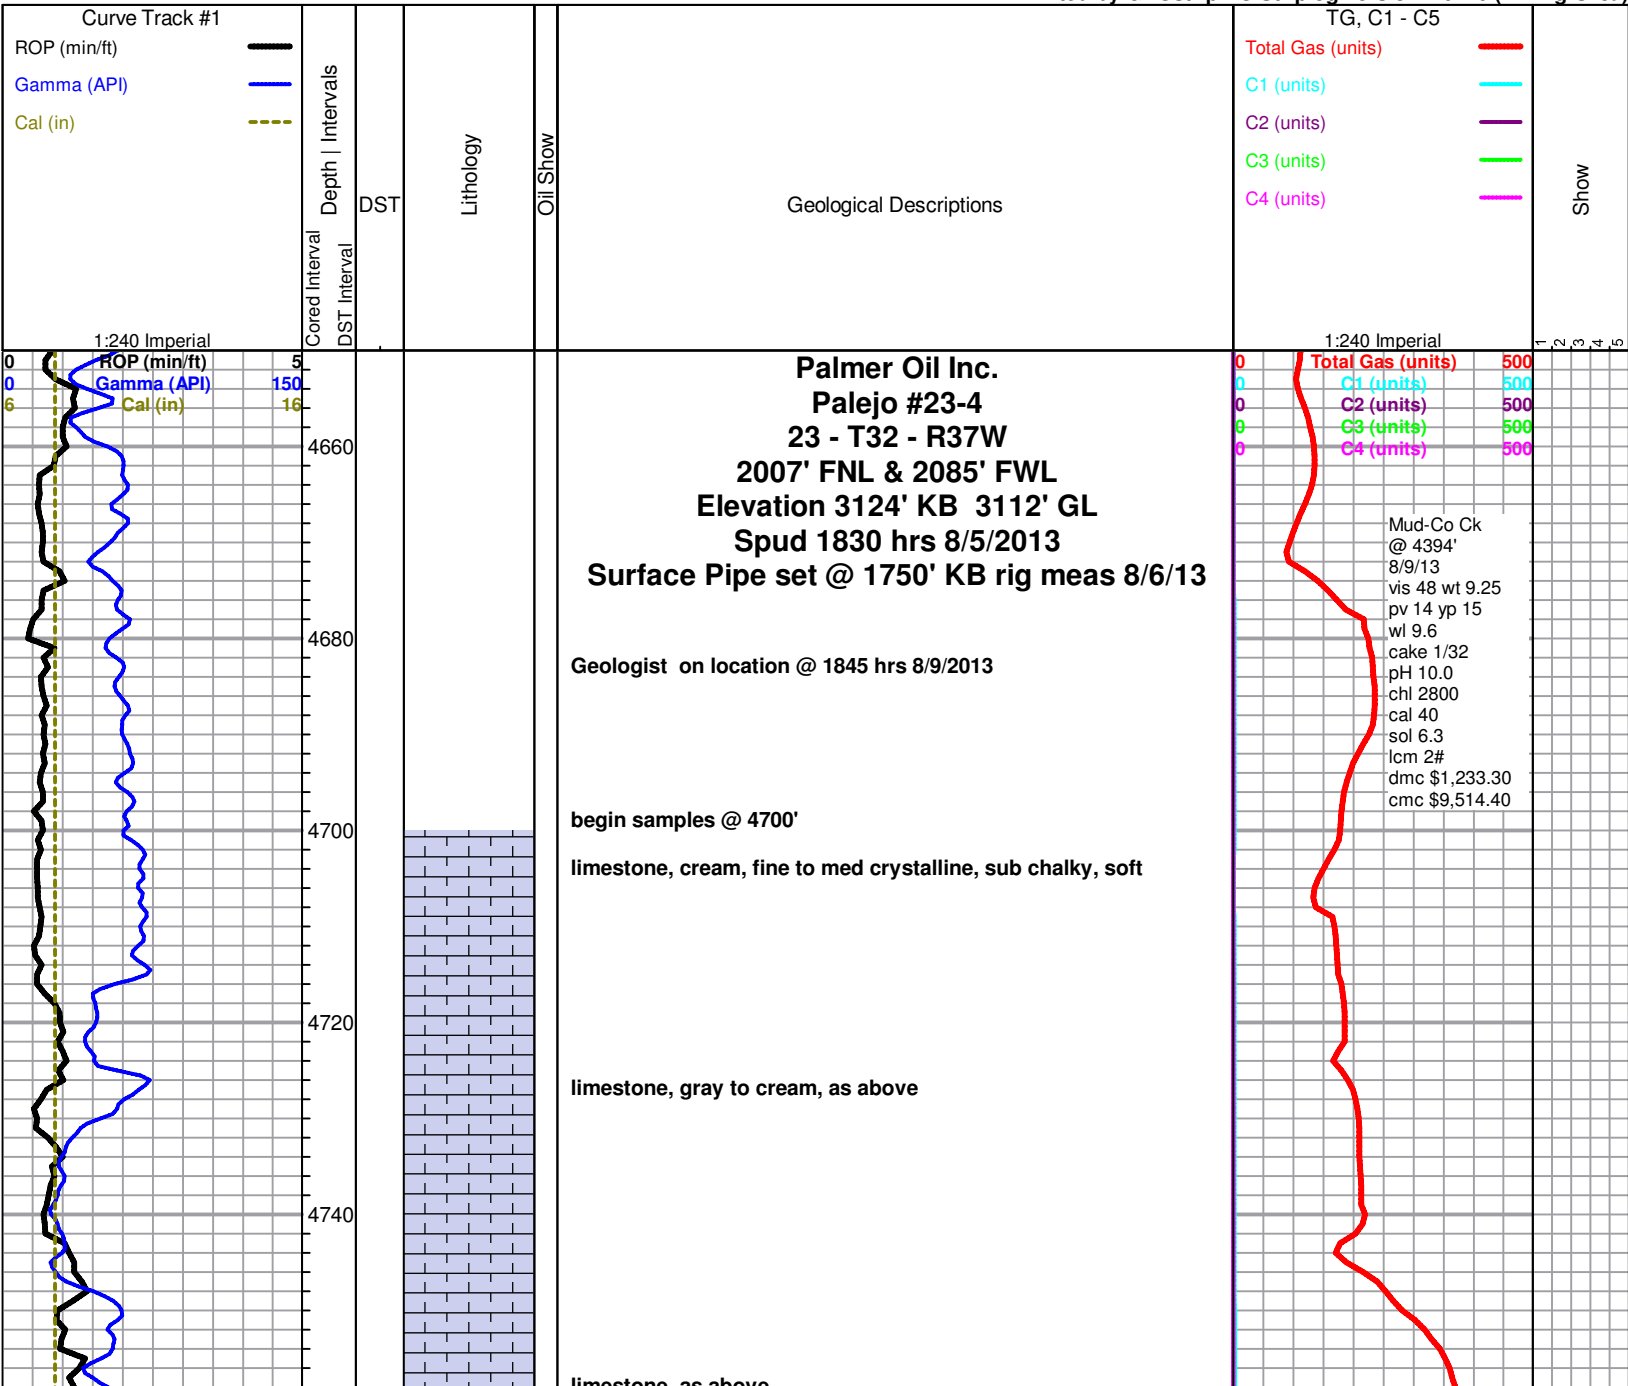 Curve Track #1
ROP (min/ft)
Gamma (API)
Cal (in)
1:240 Imperial
Cored Interval
Depth | Intervals
DST Interval
DST
Lithology
Oil Show
Geological Descriptions
TG, C1 - C5
Total Gas (units)
C1 (units)
C2 (units)
C3 (units)
C4 (units)
1:240 Imperial
Show
1 2 3 4 5
0 ROP (min/ft) 5
0 Gamma (API) 150
6 Cal (in) 16
0 Total Gas (units) 500
0 C1 (units) 500
0 C2 (units) 500
0 C3 (units) 500
0 C4 (units) 500
4660
4680
4700
4720
4740
Palmer Oil Inc.
Palejo #23-4
23 - T32 - R37W
2007' FNL & 2085' FWL
Elevation 3124' KB 3112' GL
Spud 1830 hrs 8/5/2013
Surface Pipe set @ 1750' KB rig meas 8/6/13
Geologist on location @ 1845 hrs 8/9/2013
begin samples @ 4700'
limestone, cream, fine to med crystalline, sub chalky, soft
limestone, gray to cream, as above
limestone, as above
Mud-Co Ck
@ 4394'
8/9/13
vis 48 wt 9.25
pv 14 yp 15
wl 9.6
cake 1/32
pH 10.0
chl 2800
cal 40
sol 6.3
lcm 2#
dmc $1,233.30
cmc $9,514.40